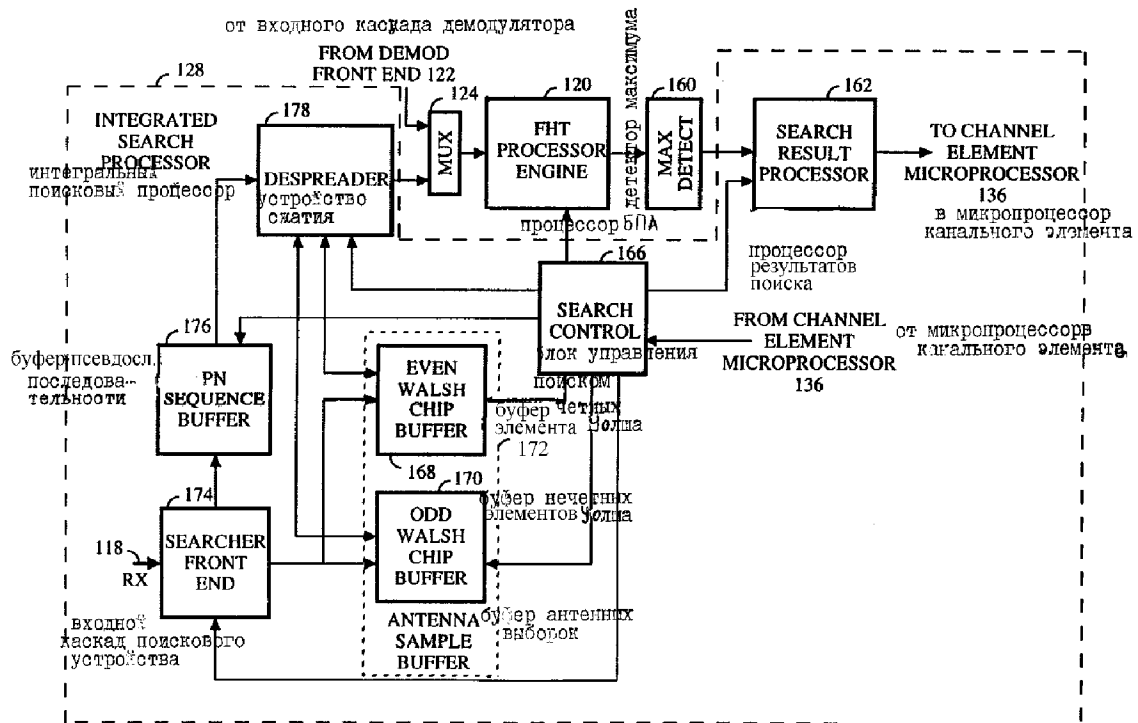 от входного каскада демодулятора
FROM DEMOD
FRONT END 122
128
178
124
120
160
162
INTEGRATED
SEARCH
PROCESSOR
интегральный
поисковый процессор
DESPREADER
устройство
сжатия
MUX
FHT
PROCESSOR
ENGINE
процессор БПА
детектор максимума
MAX
DETECT
SEARCH
RESULT
PROCESSOR
процессор
результатов
поиска
TO CHANNEL
ELEMENT
MICROPROCESSOR
136
в микропроцессор
канального элемента
166
SEARCH
CONTROL
блок управления
поиском
FROM CHANNEL
ELEMENT
MICROPROCESSOR
136
от микропроцессорв
канального элемента
176
буфер псевдосл.
последова-
тельности
PN
SEQUENCE
BUFFER
EVEN
WALSH
CHIP
BUFFER
буфер четных
элемента Уолша
168
172
170
ODD
WALSH
CHIP
BUFFER
буфер нечетных
элементов Уолша
174
118
RX
SEARCHER
FRONT
END
входной
каскад поискового
устройства
ANTENNA
SAMPLE
BUFFER
буфер антенных
выборок